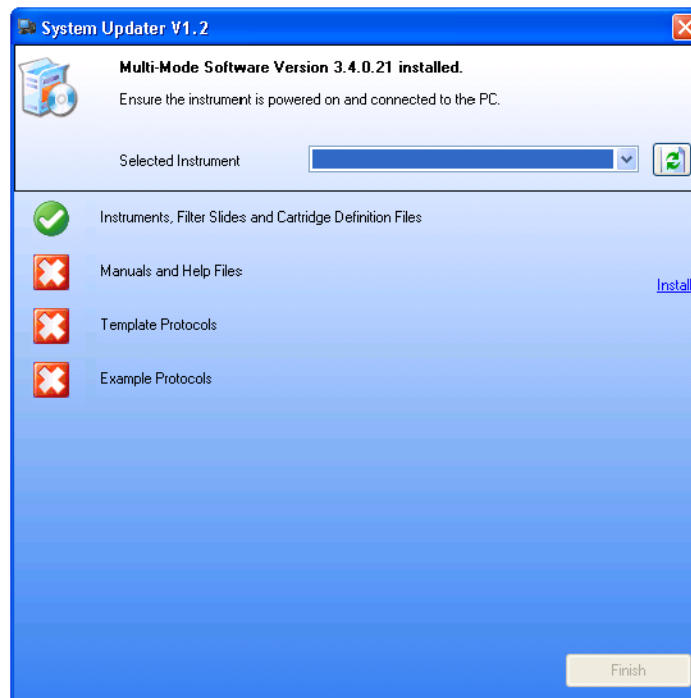 System Updater V1.2
Multi-Mode Software Version 3.4.0.21 installed.
Ensure the instrument is powered on and connected to the PC.
Selected Instrument
Instruments, Filter Slides and Cartridge Definition Files
Manuals and Help Files
Install
Template Protocols
Example Protocols
Finish